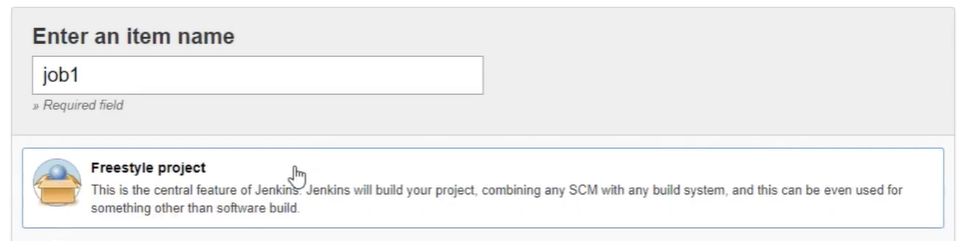 Enter an item name
job1
» Required field
Freestyle project
This is the central feature of Jenkins. Jenkins will build your project, combining any SCM with any build system, and this can be even used for
something other than software build.